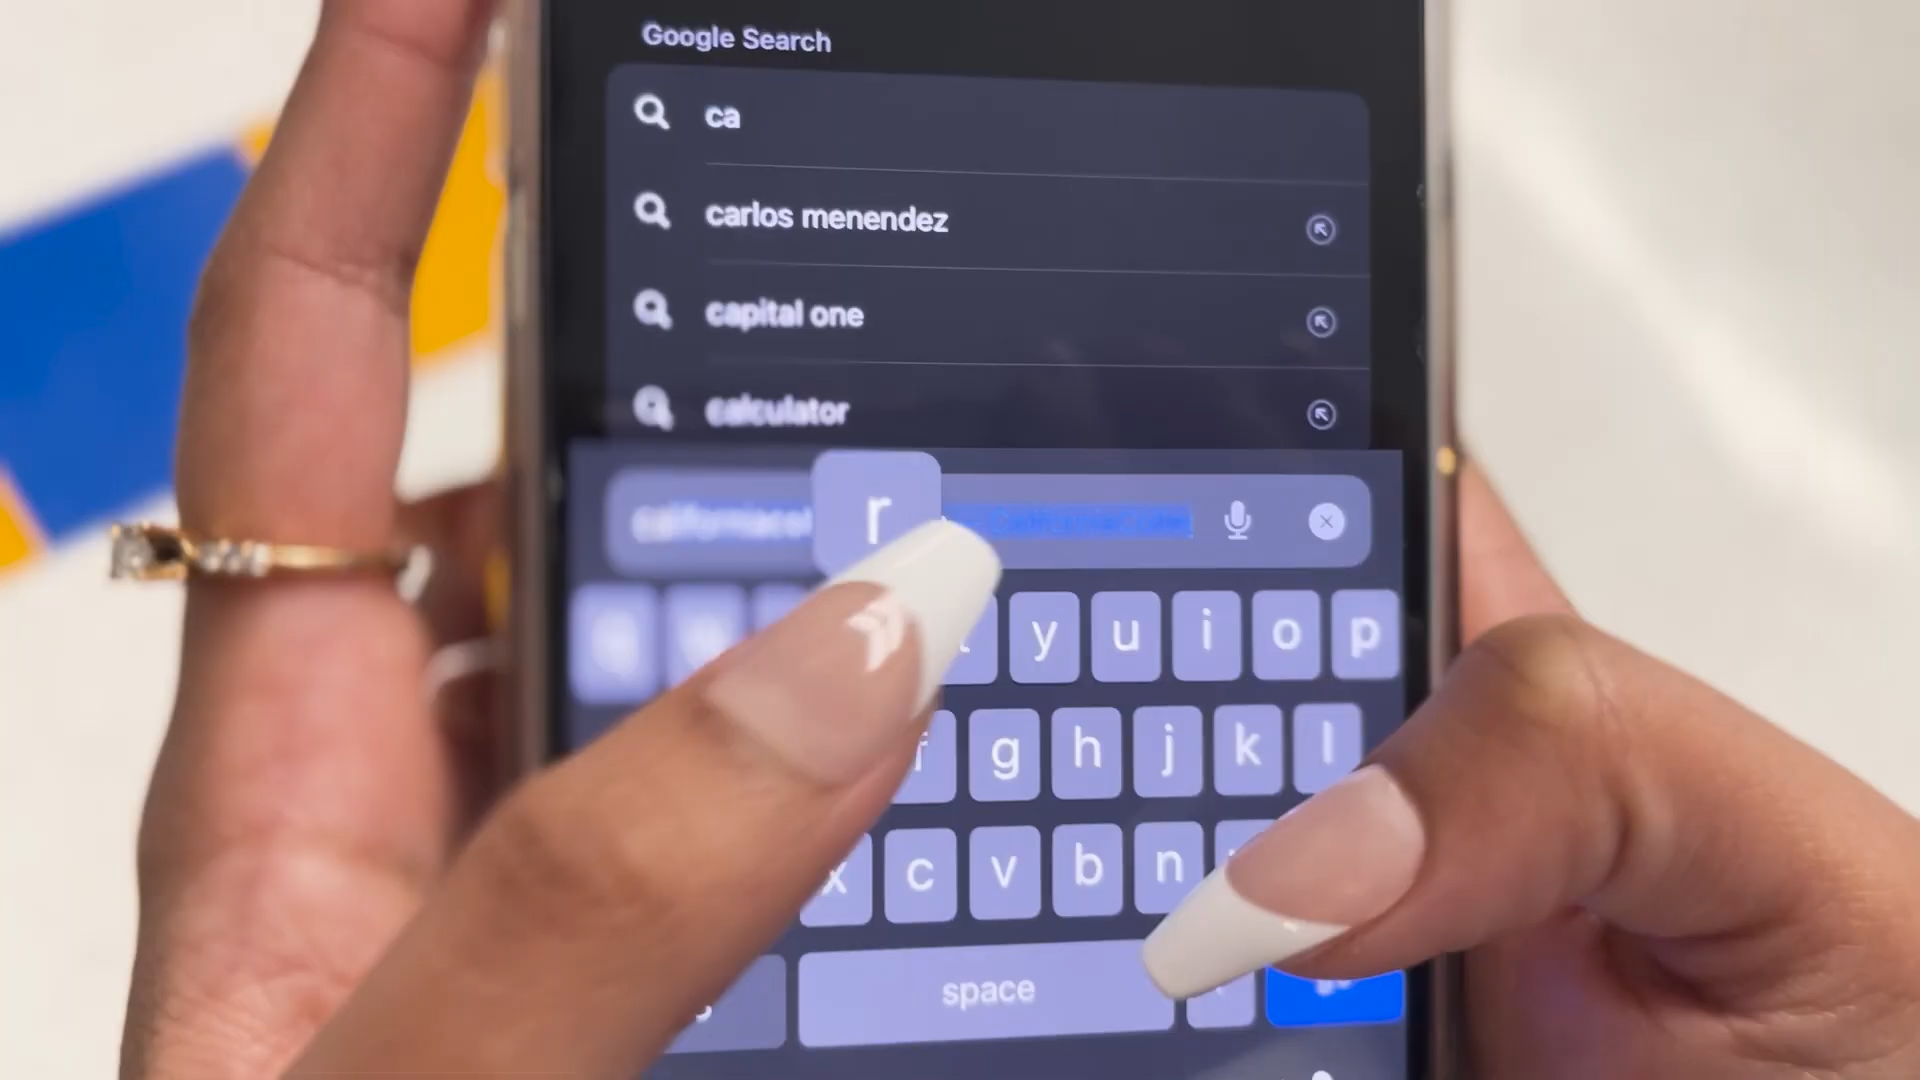 Google Search
ca
carlos menendez
capital one
calculator
r
y u i o p
f g h j k l
x c v b n
space